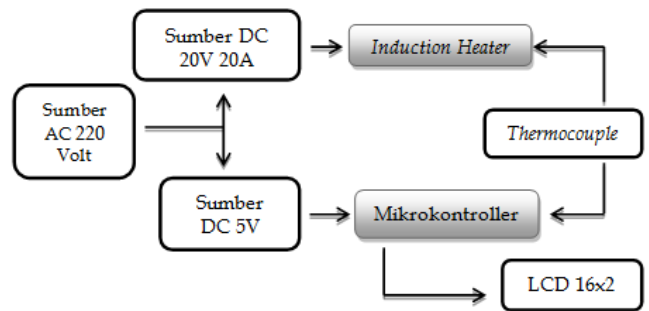 Sumber DC
20V 20A
Induction Heater
Sumber
AC 220
Volt
Thermocouple
Sumber
DC 5V
Mikrokontroller
LCD 16x2